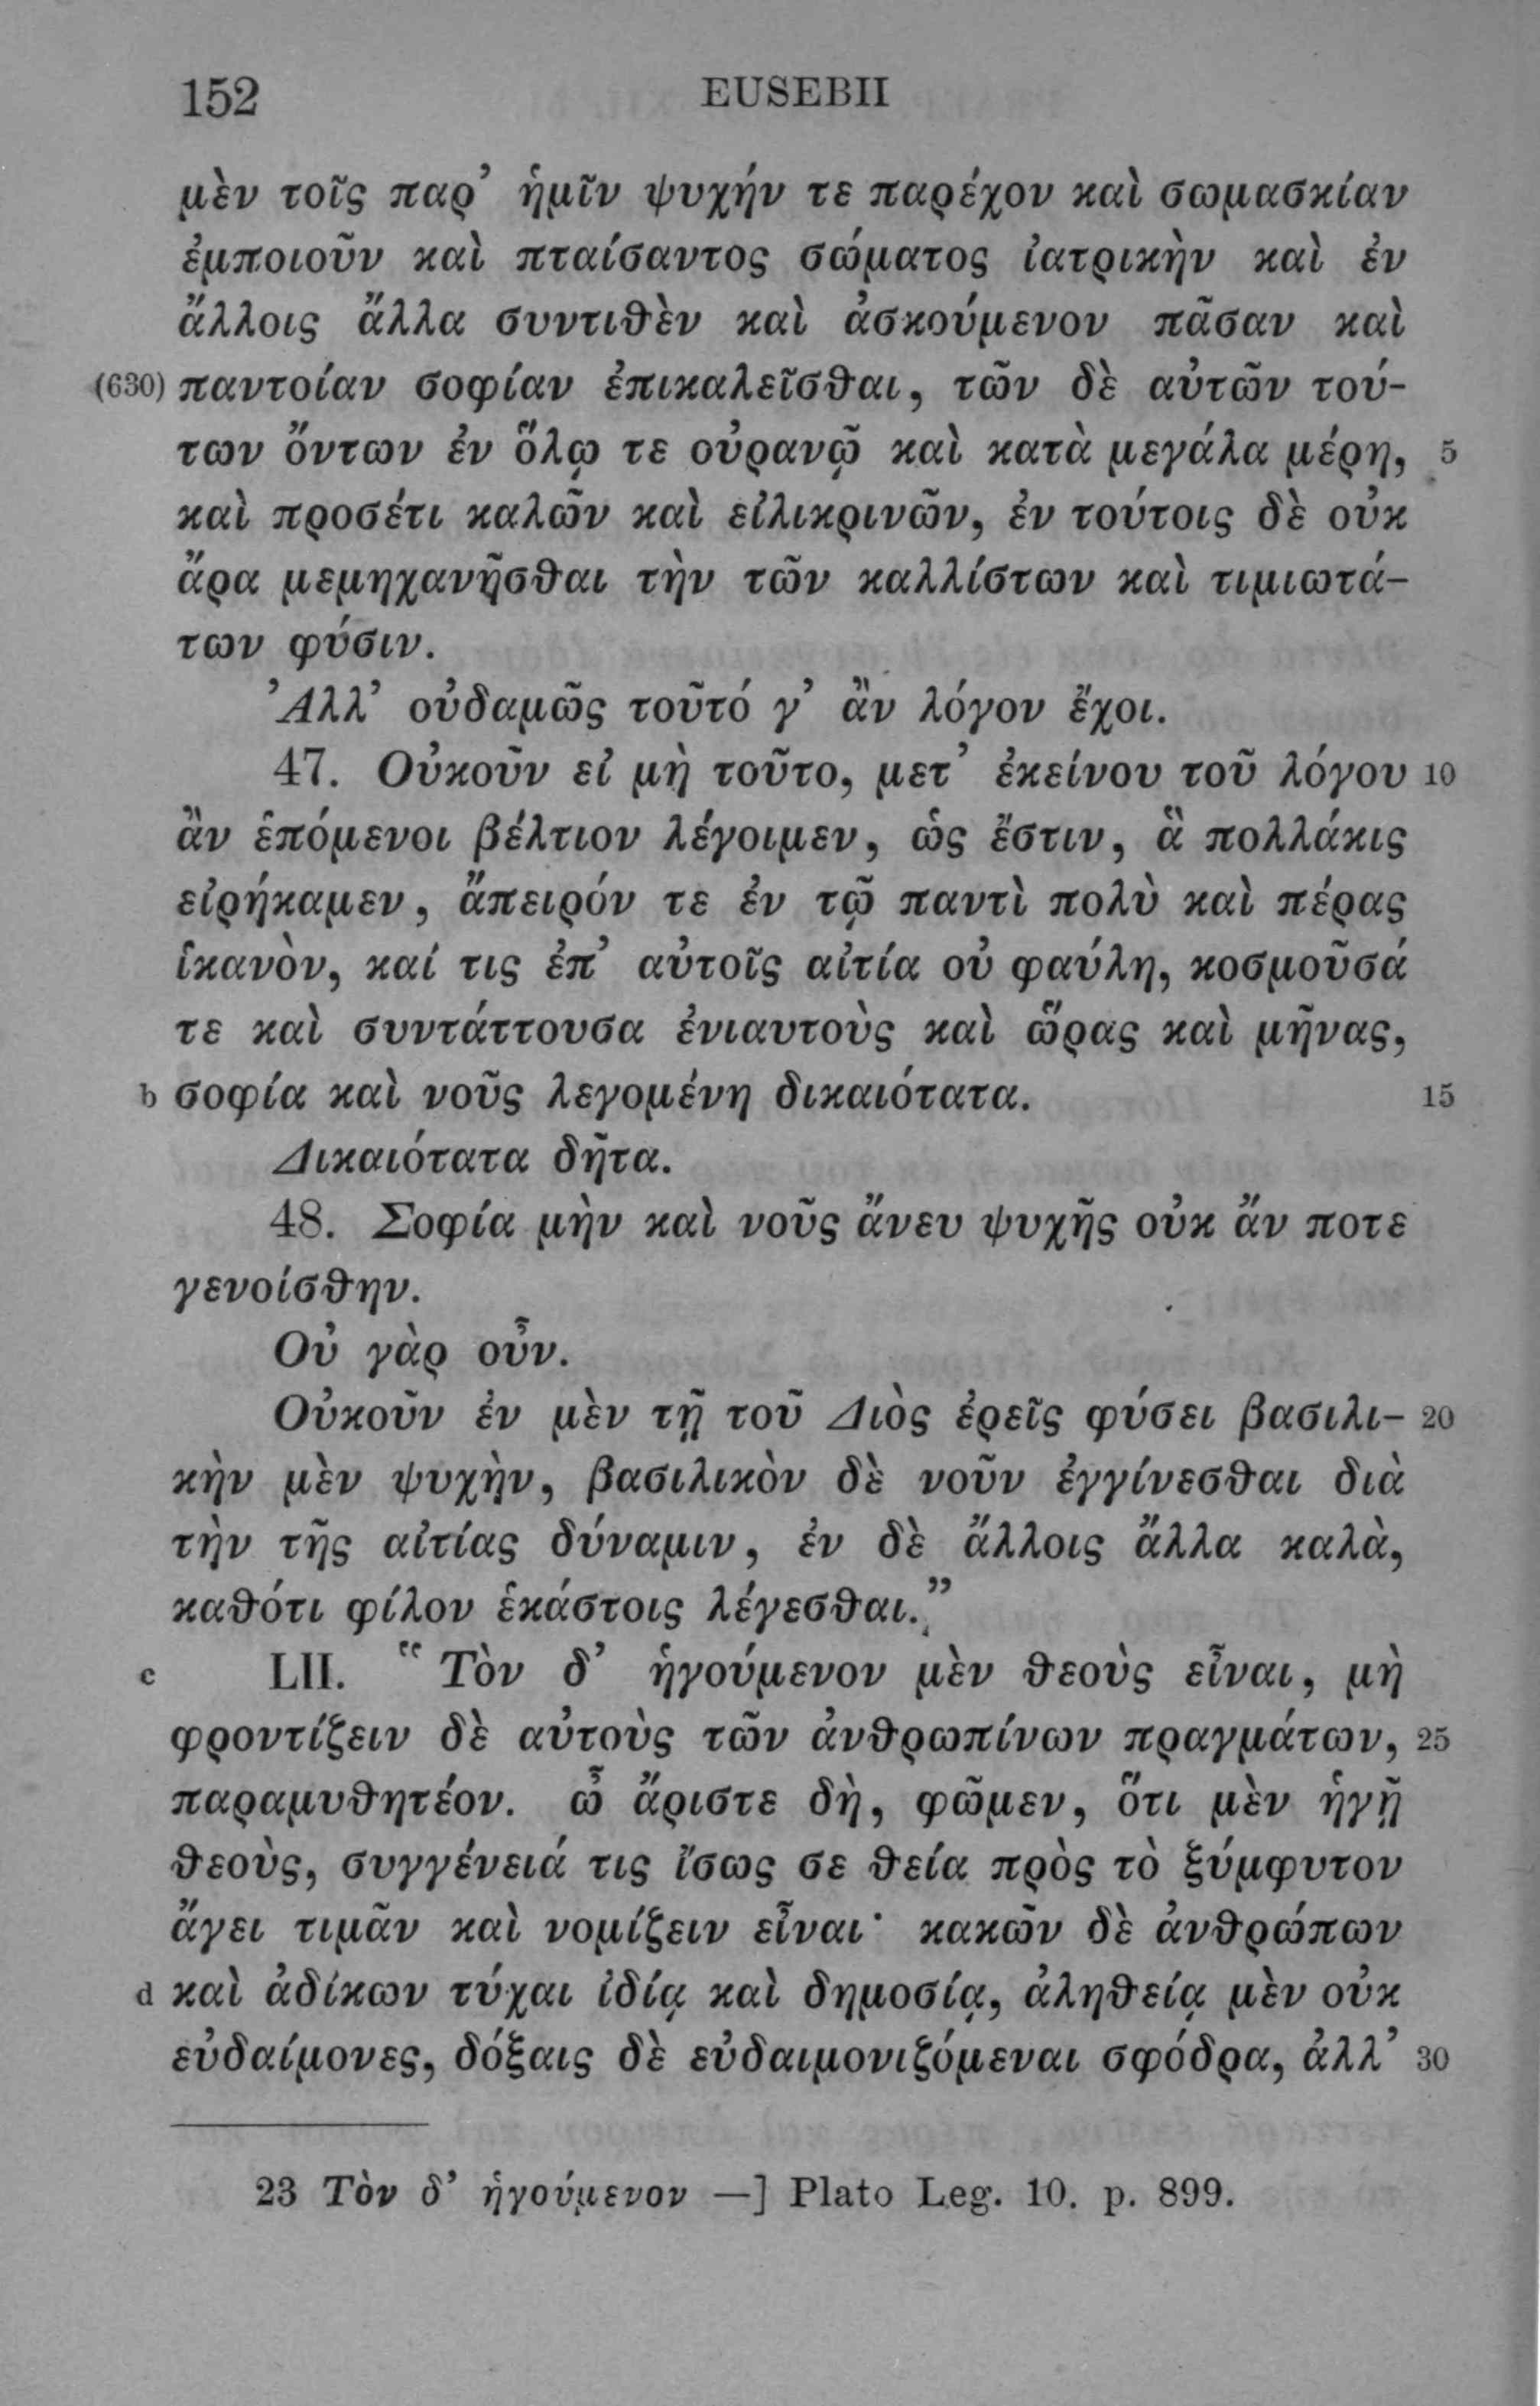 152 EUSEBII
μὲν τοῖς παρ’ ἡμῖν ψυχήν τε παρέχον καὶ σωμασκίαν
ἐμποιοῦν καὶ πταίσαντος σώματος ἰατρικὴν καὶ ἐν
ἄλλοις ἄλλα συντιθὲν καὶ ἀσκούμενον πᾶσαν καὶ
(630) παντοίαν σοφίαν ἐπικαλεῖσθαι, τῶν δὲ αὐτῶν τού-
των ὄντων ἐν ὅλῳ τε οὐρανῷ καὶ κατὰ μεγάλα μέρη, 5
καὶ προσέτι καλῶν καὶ εἰλικρινῶν, ἐν τούτοις δὲ οὐκ
ἄρα μεμηχανῆσθαι τὴν τῶν καλλίστων καὶ τιμιωτά-
των φύσιν.
Ἀλλ’ οὐδαμῶς τοῦτό γ’ ἂν λόγον ἔχοι.
47. Οὐκοῦν εἰ μὴ τοῦτο, μετ’ ἐκείνου τοῦ λόγου 10
ἂν ἑπόμενοι βέλτιον λέγοιμεν, ὡς ἔστιν, ἃ πολλάκις
εἰρήκαμεν, ἄπειρόν τε ἐν τῷ παντὶ πολὺ καὶ πέρας
ἱκανὸν, καί τις ἐπ’ αὐτοῖς αἰτία οὐ φαύλη, κοσμοῦσά
τε καὶ συντάττουσα ἐνιαυτοὺς καὶ ὥρας καὶ μῆνας,
b σοφία καὶ νοῦς λεγομένη δικαιότατα. 15
Δικαιότατα δῆτα.
48. Σοφία μὴν καὶ νοῦς ἄνευ ψυχῆς οὐκ ἄν ποτε
γενοίσθην.
Οὐ γὰρ οὖν.
Οὐκοῦν ἐν μὲν τῇ τοῦ Διὸς ἐρεῖς φύσει βασιλι- 20
κὴν μὲν ψυχὴν, βασιλικὸν δὲ νοῦν ἐγγίνεσθαι διὰ
τὴν τῆς αἰτίας δύναμιν, ἐν δὲ ἄλλοις ἄλλα καλὰ,
καθότι φίλον ἑκάστοις λέγεσθαι.”
c LII. “Τὸν δ’ ἡγούμενον μὲν θεοὺς εἶναι, μὴ
φροντίζειν δὲ αὐτοὺς τῶν ἀνθρωπίνων πραγμάτων, 25
παραμυθητέον. ὦ ἄριστε δὴ, φῶμεν, ὅτι μὲν ἡγῇ
θεοὺς, συγγένειά τις ἴσως σε θεία πρὸς τὸ ξύμφυτον
ἄγει τιμᾶν καὶ νομίζειν εἶναι· κακῶν δὲ ἀνθρώπων
d καὶ ἀδίκων τύχαι ἰδίᾳ καὶ δημοσίᾳ, ἀληθείᾳ μὲν οὐκ
εὐδαίμονες, δόξαις δὲ εὐδαιμονιζόμεναι σφόδρα, ἀλλ’ 30
23 Τὸν δ’ ἡγούμενον —] Plato Leg. 10. p. 899.